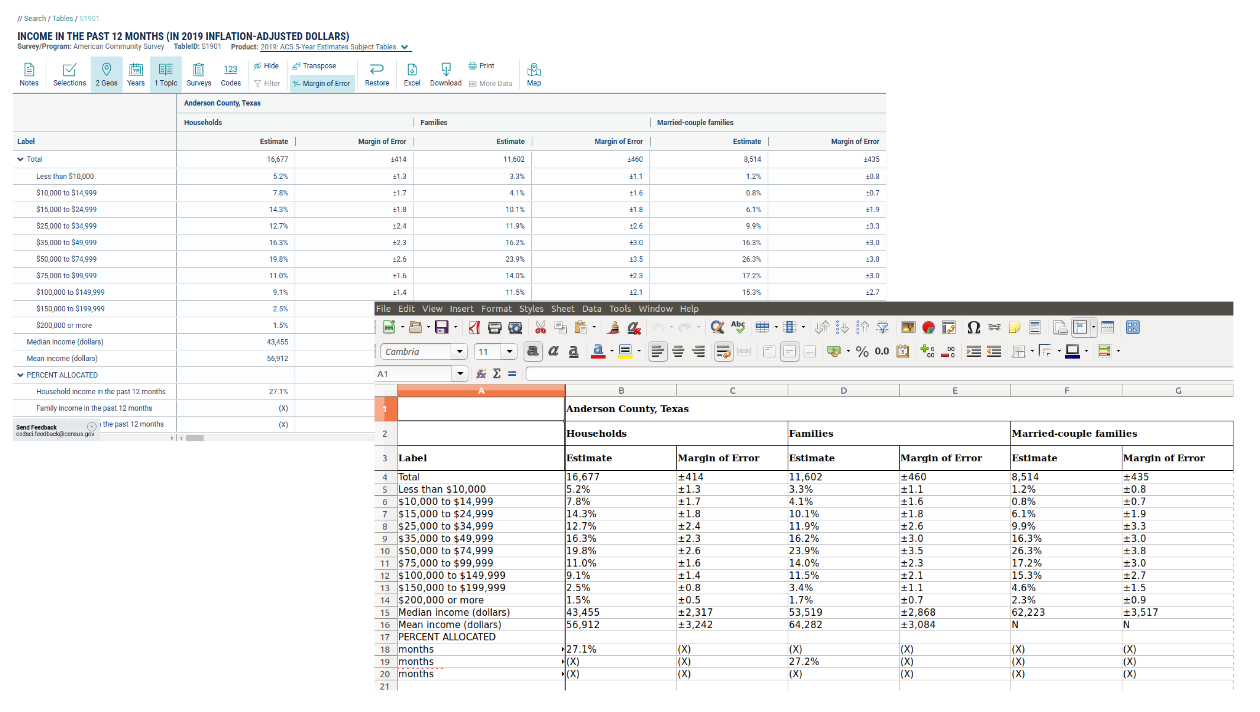 // Search / Tables / S1901
INCOME IN THE PAST 12 MONTHS (IN 2019 INFLATION-ADJUSTED DOLLARS)
Survey/Program: American Community Survey TableID: S1901 Product: 2019: ACS 5-Year Estimates Subject Tables
Hide Transpose Print
Notes Selections 2 Geos Years 1 Topic Surveys Codes Filter Margin of Error Restore Excel Download More Data Map
Anderson County, Texas
Households Families Married-couple families
Label Estimate Margin of Error Estimate Margin of Error Estimate Margin of Error
Total 16,677 ±414 11,602 ±460 8,514 ±435
Less than $10,000 5.2% ±1.3 3.3% ±1.1 1.2% ±0.8
$10,000 to $14,999 7.8% ±1.7 4.1% ±1.6 0.8% ±0.7
$15,000 to $24,999 14.3% ±1.8 10.1% ±1.8 6.1% ±1.9
$25,000 to $34,999 12.7% ±2.4 11.9% ±2.6 9.9% ±3.3
$35,000 to $49,999 16.3% ±2.3 16.2% ±3.0 16.3% ±3.0
$50,000 to $74,999 19.8% ±2.6 23.9% ±3.5 26.3% ±3.8
$75,000 to $99,999 11.0% ±1.6 14.0% ±2.3 17.2% ±3.0
$100,000 to $149,999 9.1% ±1.4 11.5% ±2.1 15.3% ±2.7
$150,000 to $199,999 2.5%
$200,000 or more 1.5%
Median income (dollars) 43,455
Mean income (dollars) 56,912
PERCENT ALLOCATED
Household income in the past 12 months 27.1%
Family income in the past 12 months (X)
the past 12 months (X)
Send Feedback
cedsci.feedback@census.gov
File Edit View Insert Format Styles Sheet Data Tools Window Help
Cambria 11 a a a % 0.0
A1 fx Σ =
A B C D E F G
1 Anderson County, Texas
2 Households Families Married-couple families
3 Label Estimate Margin of Error Estimate Margin of Error Estimate Margin of Error
4 Total 16,677 ±414 11,602 ±460 8,514 ±435
5 Less than $10,000 5.2% ±1.3 3.3% ±1.1 1.2% ±0.8
6 $10,000 to $14,999 7.8% ±1.7 4.1% ±1.6 0.8% ±0.7
7 $15,000 to $24,999 14.3% ±1.8 10.1% ±1.8 6.1% ±1.9
8 $25,000 to $34,999 12.7% ±2.4 11.9% ±2.6 9.9% ±3.3
9 $35,000 to $49,999 16.3% ±2.3 16.2% ±3.0 16.3% ±3.0
10 $50,000 to $74,999 19.8% ±2.6 23.9% ±3.5 26.3% ±3.8
11 $75,000 to $99,999 11.0% ±1.6 14.0% ±2.3 17.2% ±3.0
12 $100,000 to $149,999 9.1% ±1.4 11.5% ±2.1 15.3% ±2.7
13 $150,000 to $199,999 2.5% ±0.8 3.4% ±1.1 4.6% ±1.5
14 $200,000 or more 1.5% ±0.5 1.7% ±0.7 2.3% ±0.9
15 Median income (dollars) 43,455 ±2,317 53,519 ±2,868 62,223 ±3,517
16 Mean income (dollars) 56,912 ±3,242 64,282 ±3,084 N N
17 PERCENT ALLOCATED
18 months 27.1% (X) (X) (X) (X) (X)
19 months (X) (X) 27.2% (X) (X) (X)
20 months (X) (X) (X) (X) (X) (X)
21